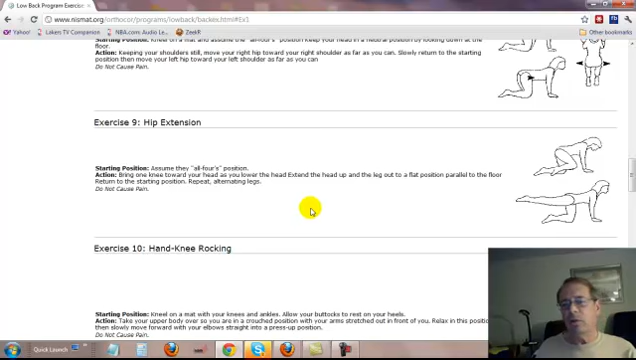 Low Back Program Exercise
www.nismat.org/orthocor/programs/lowback/backex.html#Ex1
Yahoo! Lakers Comparison NBA.com: Audio Le... ZeekR Other bookmarks
Starting Position: Kneel on a mat and assume the "all-four's" position Keep your head in a neutral position by looking down at the
floor.
Action: Keeping your shoulders still, move your right hip toward your right shoulder as far as you can. Slowly return to the starting
position then move your left hip toward your left shoulder as far as you can
Do Not Cause Pain.
Exercise 9: Hip Extension
Starting Position: Assume they "all-four's" position.
Action: Bring one knee toward your head as you lower the head Extend the head up and the leg out to a flat position parallel to the floor
Return to the starting position. Repeat, alternating legs.
Do Not Cause Pain.
Exercise 10: Hand-Knee Rocking
Starting Position: Kneel on a mat with your knees and ankles. Allow your buttocks to rest on your heels.
Action: Take your upper body over so you are in a crouched position with your arms stretched out in front of you. Relax in this positio
then slowly move forward with your elbows straight into a press-up position.
Do Not Cause Pain.
Quick Launch